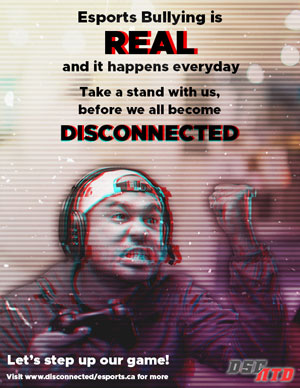 Esports Bullying is
REAL
and it happens everyday
Take a stand with us,
before we all become
DISCONNECTED
Let's step up our game!
Visit www.disconnected/esports.ca for more